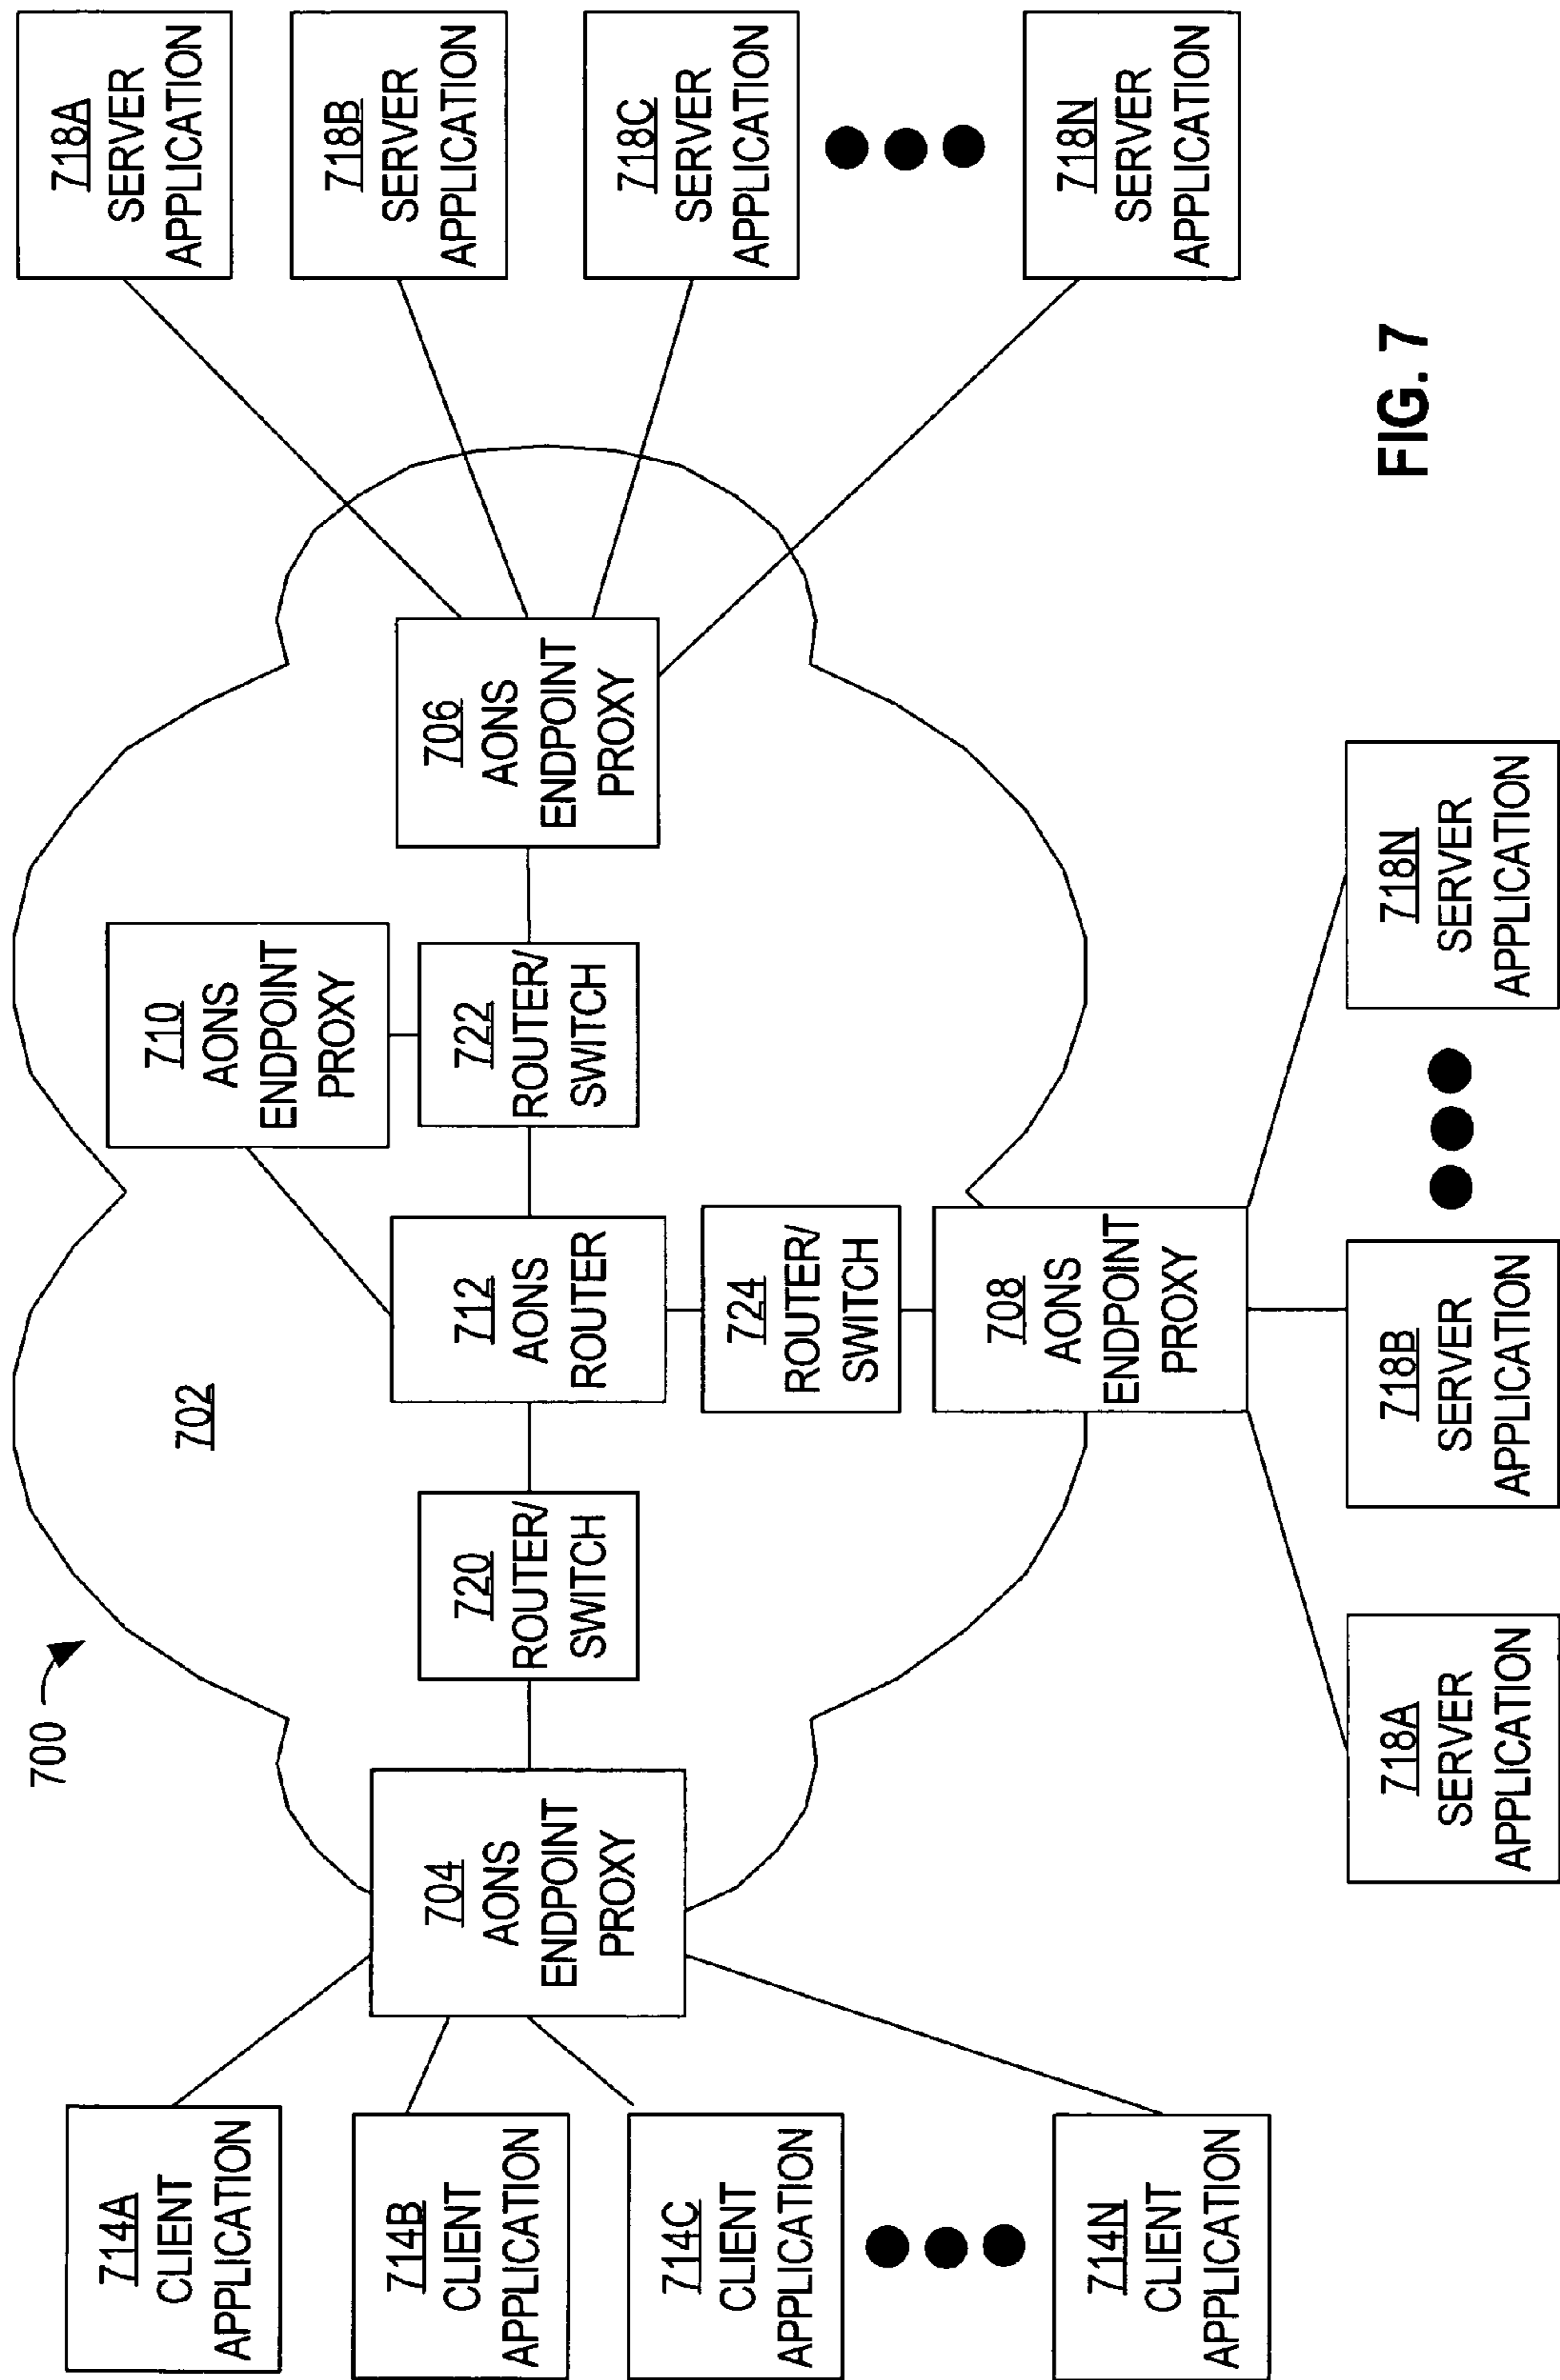 700
702
714A
CLIENT
APPLICATION
714B
CLIENT
APPLICATION
714C
CLIENT
APPLICATION
714N
CLIENT
APPLICATION
704
AONS
ENDPOINT
PROXY
720
ROUTER/
SWITCH
712
AONS
ROUTER
710
AONS
ENDPOINT
PROXY
722
ROUTER/
SWITCH
706
AONS
ENDPOINT
PROXY
724
ROUTER/
SWITCH
708
AONS
ENDPOINT
PROXY
718A
SERVER
APPLICATION
718B
SERVER
APPLICATION
718C
SERVER
APPLICATION
718N
SERVER
APPLICATION
718A
SERVER
APPLICATION
718B
SERVER
APPLICATION
718N
SERVER
APPLICATION
FIG. 7